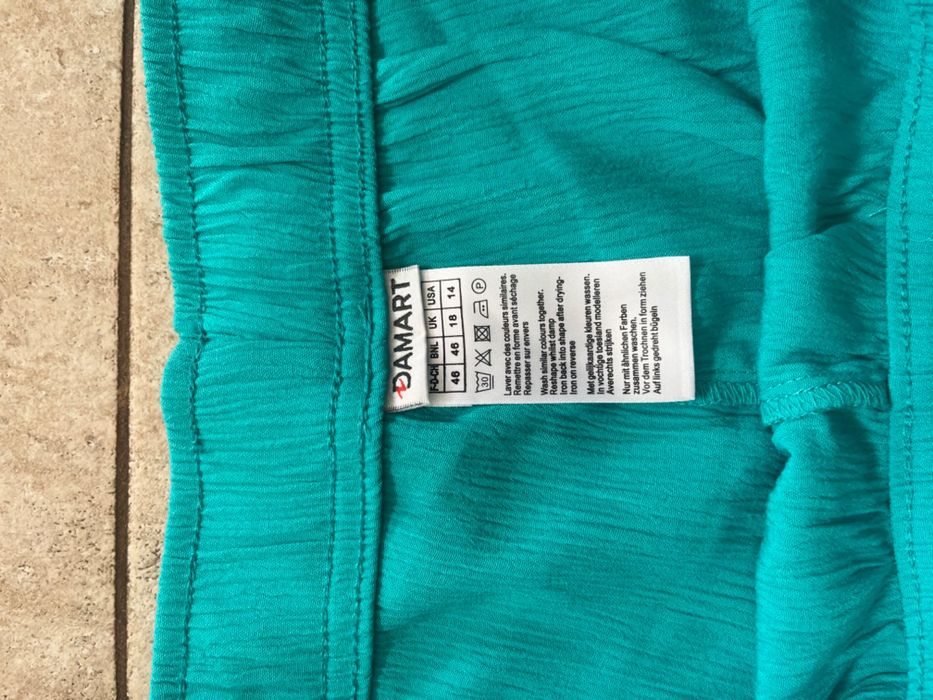 DAMART
F-D-CH BNL UK USA
46 46 18 14
30 P
Laver avec des couleurs similaires.
Remettre en forme avant séchage
Repasser sur envers
Wash similar colours together.
Reshape whilst damp
Iron back into shape after drying-
Iron on reverse
Met gelijkaardige kleuren wassen.
In vochtige toestand modelleren
Averechts strijken
Nur mit ähnlichen Farben
zusammen waschen.
Vor dem Trochnen in form ziehen
Auf links gedreht bügeln